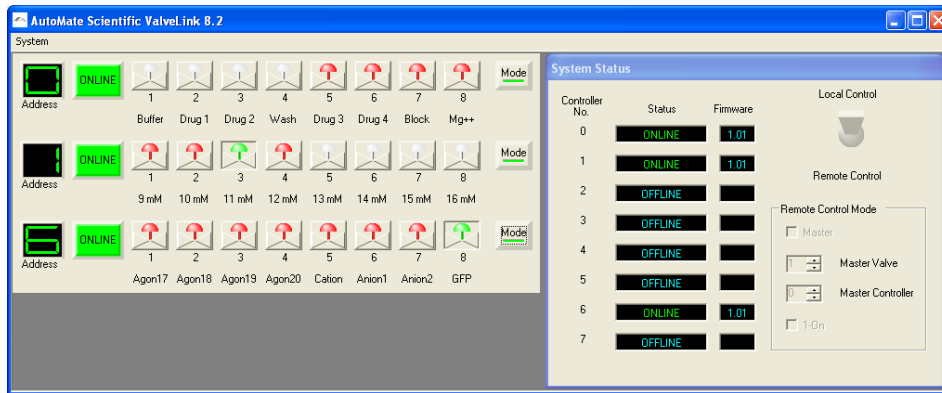 AutoMate Scientific ValveLink 8.2
System
0 ONLINE 1 2 3 4 5 6 7 8 Mode
Address
Buffer Drug 1 Drug 2 Wash Drug 3 Drug 4 Block Mg++
1 ONLINE 1 2 3 4 5 6 7 8 Mode
Address
9 mM 10 mM 11 mM 12 mM 13 mM 14 mM 15 mM 16 mM
6 ONLINE 1 2 3 4 5 6 7 8 Mode
Address
Agon17 Agon18 Agon19 Agon20 Cation Anion1 Anion2 GFP
System Status
Controller No. Status Firmware
0 ONLINE 1.01
1 ONLINE 1.01
2 OFFLINE
3 OFFLINE
4 OFFLINE
5 OFFLINE
6 ONLINE 1.01
7 OFFLINE
Local Control
Remote Control
Remote Control Mode
Master
1 Master Valve
0 Master Controller
1-On